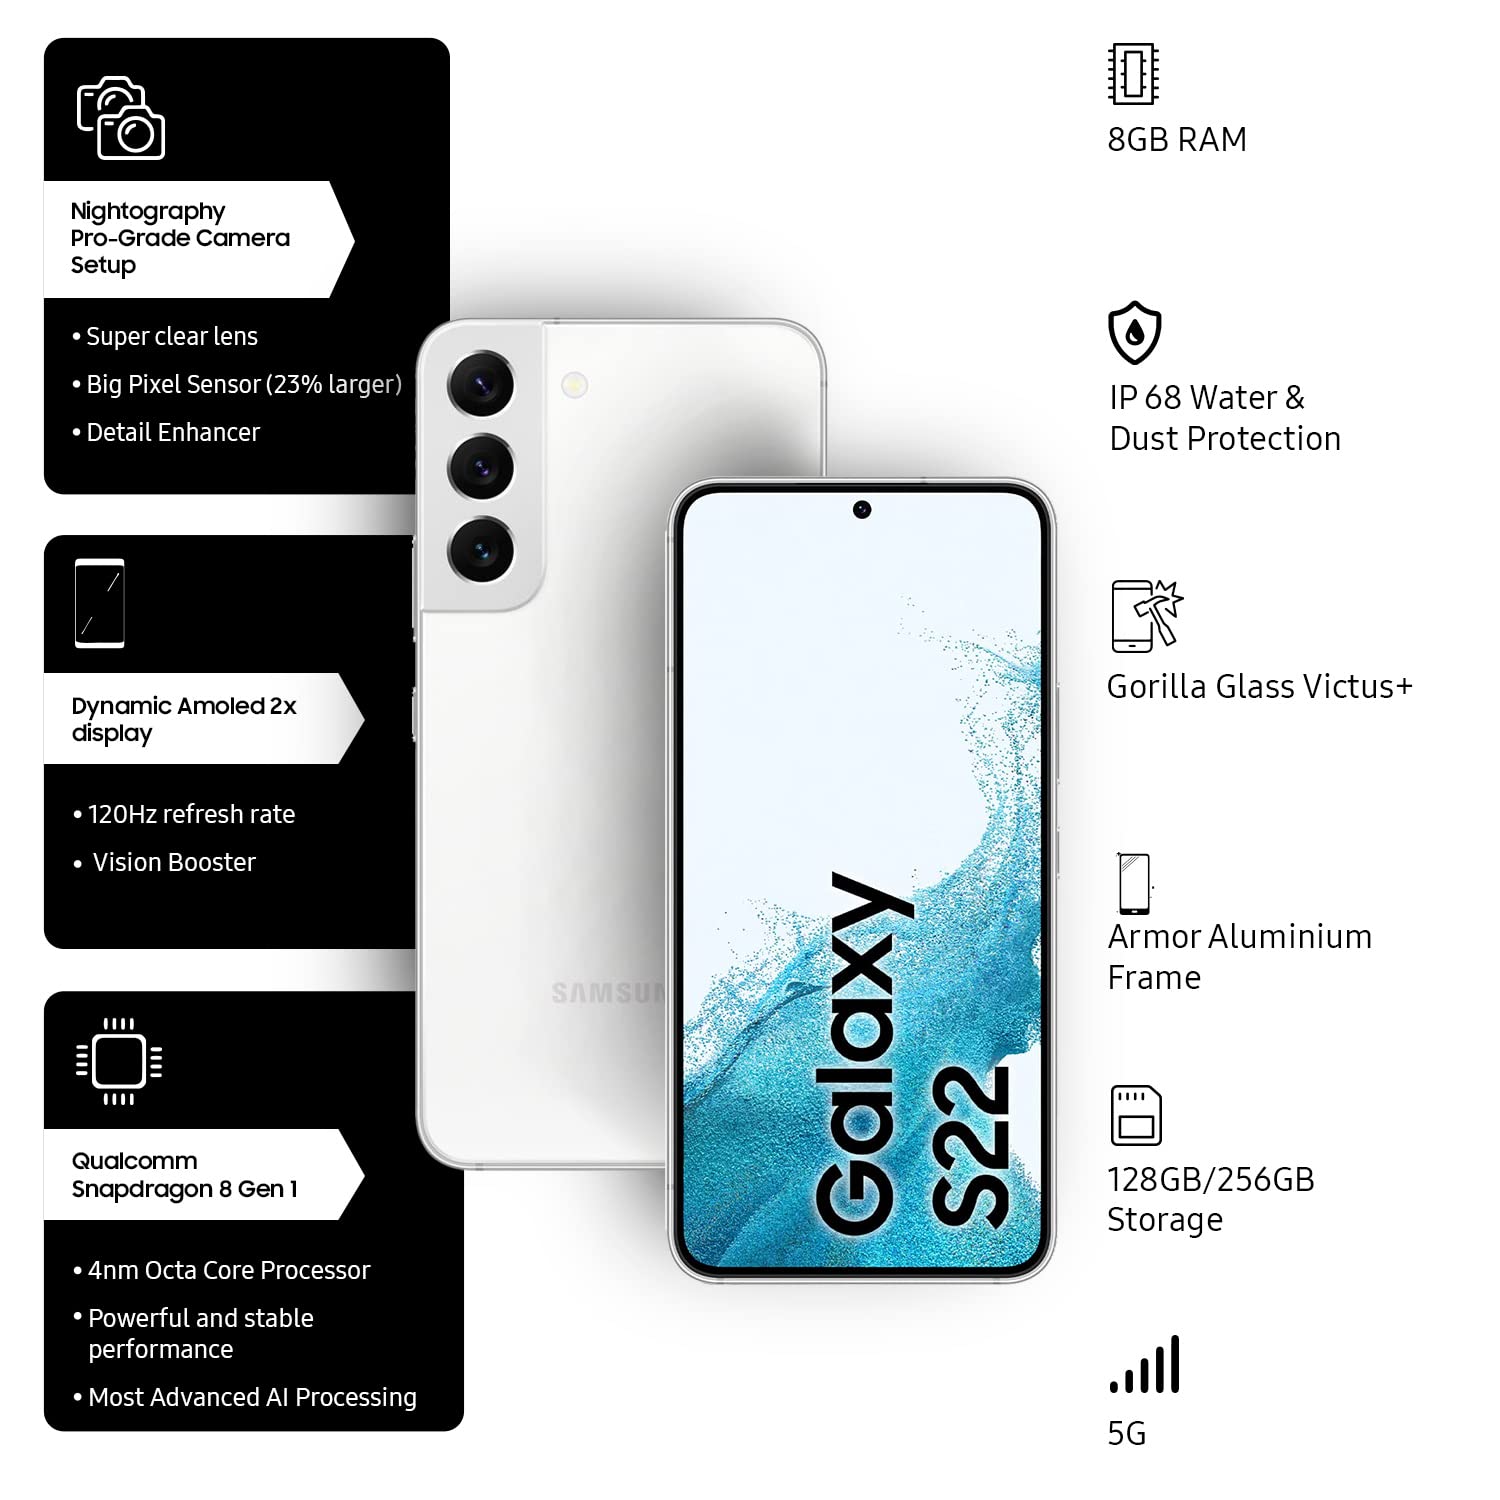 Nightography
Pro-Grade Camera
Setup
• Super clear lens
• Big Pixel Sensor (23% larger)
• Detail Enhancer
Dynamic Amoled 2x
display
• 120Hz refresh rate
• Vision Booster
Qualcomm
Snapdragon 8 Gen 1
• 4nm Octa Core Processor
• Powerful and stable
performance
• Most Advanced AI Processing
SAMSUN
Galaxy
S22
8GB RAM
IP 68 Water &
Dust Protection
Gorilla Glass Victus+
Armor Aluminium
Frame
128GB/256GB
Storage
5G